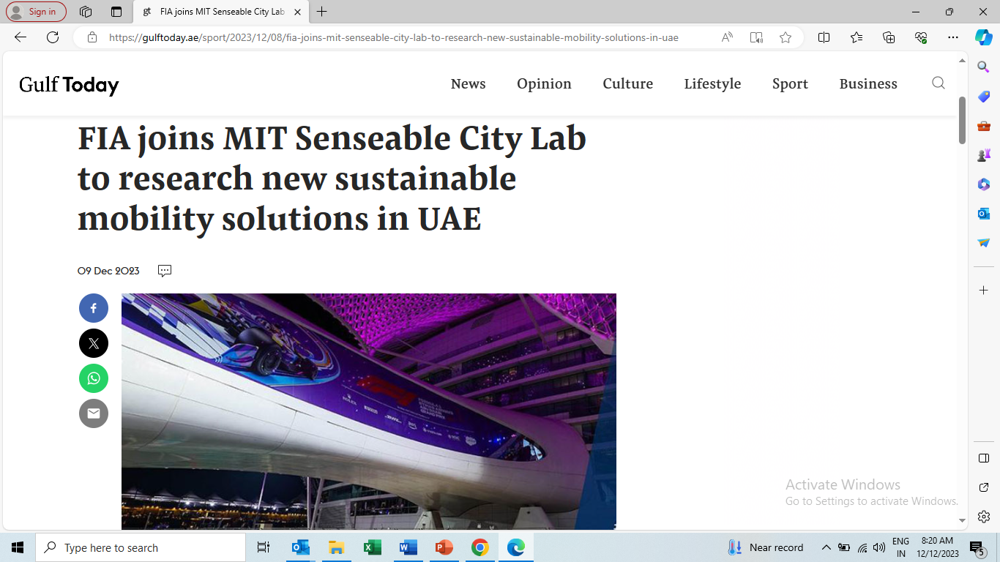 Sign in
gt FIA joins MIT Senseable City Lab
https://gulftoday.ae/sport/2023/12/08/fia-joins-mit-senseable-city-lab-to-research-new-sustainable-mobility-solutions-in-uae
Gulf Today
News Opinion Culture Lifestyle Sport Business
FIA joins MIT Senseable City Lab
to research new sustainable
mobility solutions in UAE
09 Dec 2023
ROLEX
DHL
aws
Activate Windows
Go to Settings to activate Windows.
Type here to search
Near record
ENG
IN
8:20 AM
12/12/2023
5